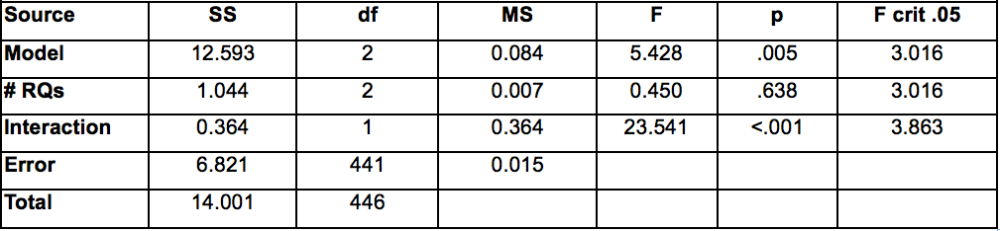 Source SS df MS F p F crit .05
Model 12.593 2 0.084 5.428 .005 3.016
# RQs 1.044 2 0.007 0.450 .638 3.016
Interaction 0.364 1 0.364 23.541 <.001 3.863
Error 6.821 441 0.015
Total 14.001 446